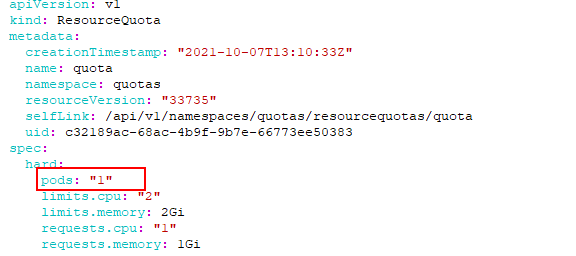 apiVersion: v1
kind: ResourceQuota
metadata:
  creationTimestamp: "2021-10-07T13:10:33Z"
  name: quota
  namespace: quotas
  resourceVersion: "33735"
  selfLink: /api/v1/namespaces/quotas/resourcequotas/quota
  uid: c32189ac-68ac-4b9f-9b7e-66773ee50383
spec:
  hard:
    pods: "1"
    limits.cpu: "2"
    limits.memory: 2Gi
    requests.cpu: "1"
    requests.memory: 1Gi